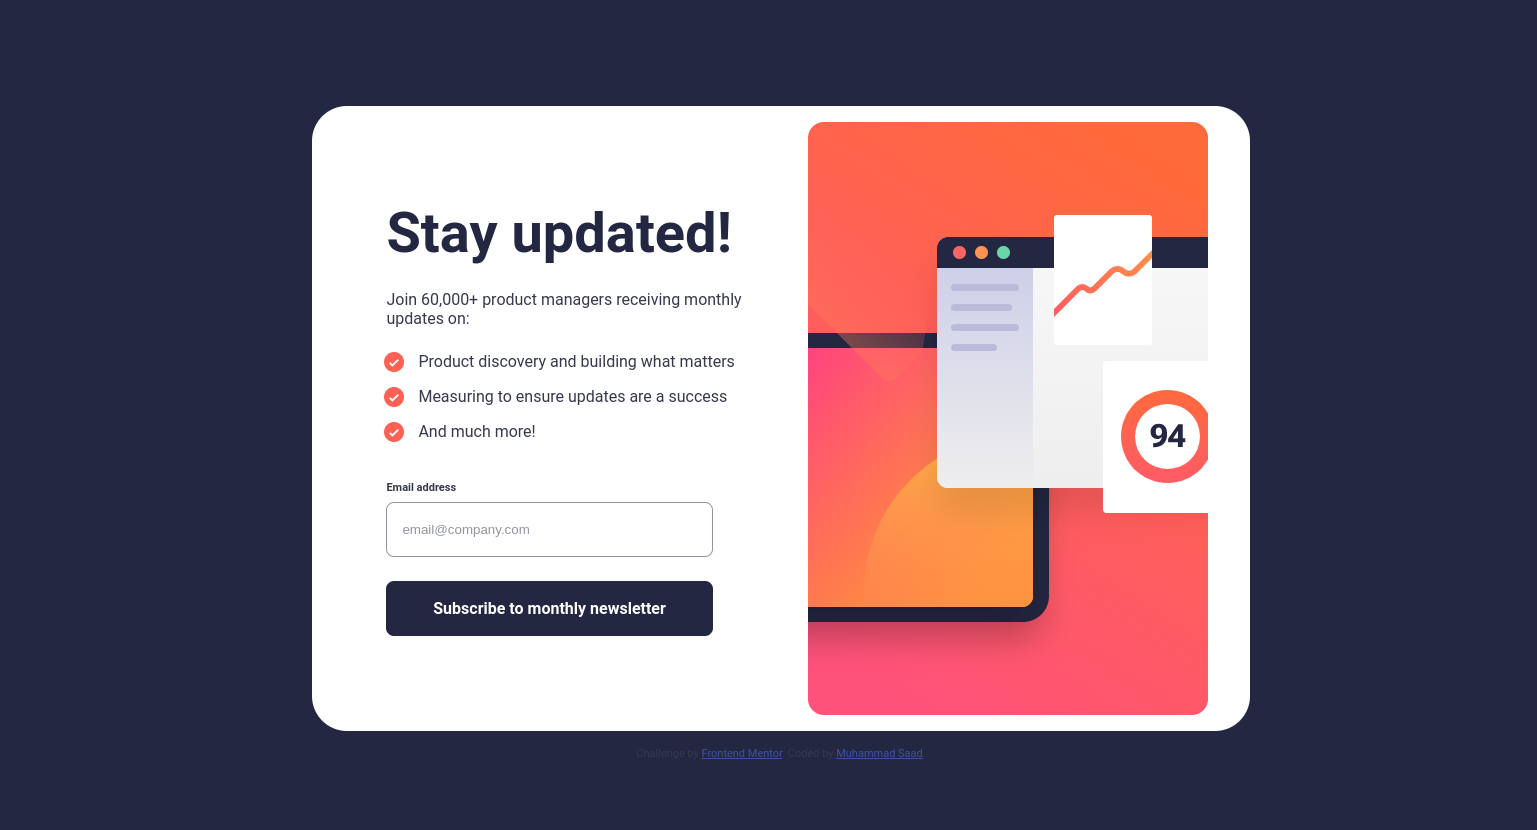 Stay updated!
Join 60,000+ product managers receiving monthly
updates on:
Product discovery and building what matters
Measuring to ensure updates are a success
And much more!
Email address
email@company.com
Subscribe to monthly newsletter
94
Challenge by Frontend Mentor. Coded by Muhammad Saad.